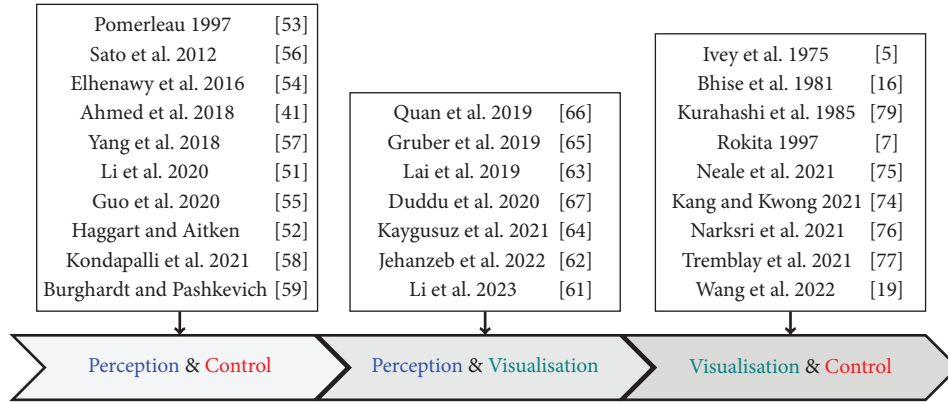 Pomerleau 1997 [53]
Sato et al. 2012 [56]
Elhenawy et al. 2016 [54]
Ahmed et al. 2018 [41]
Yang et al. 2018 [57]
Li et al. 2020 [51]
Guo et al. 2020 [55]
Haggart and Aitken [52]
Kondapalli et al. 2021 [58]
Burghardt and Pashkevich [59]
Perception & Control
Quan et al. 2019 [66]
Gruber et al. 2019 [65]
Lai et al. 2019 [63]
Duddu et al. 2020 [67]
Kaygusuz et al. 2021 [64]
Jehanzeb et al. 2022 [62]
Li et al. 2023 [61]
Perception & Visualisation
Ivey et al. 1975 [5]
Bhise et al. 1981 [16]
Kurahashi et al. 1985 [79]
Rokita 1997 [7]
Neale et al. 2021 [75]
Kang and Kwong 2021 [74]
Narksri et al. 2021 [76]
Tremblay et al. 2021 [77]
Wang et al. 2022 [19]
Visualisation & Control